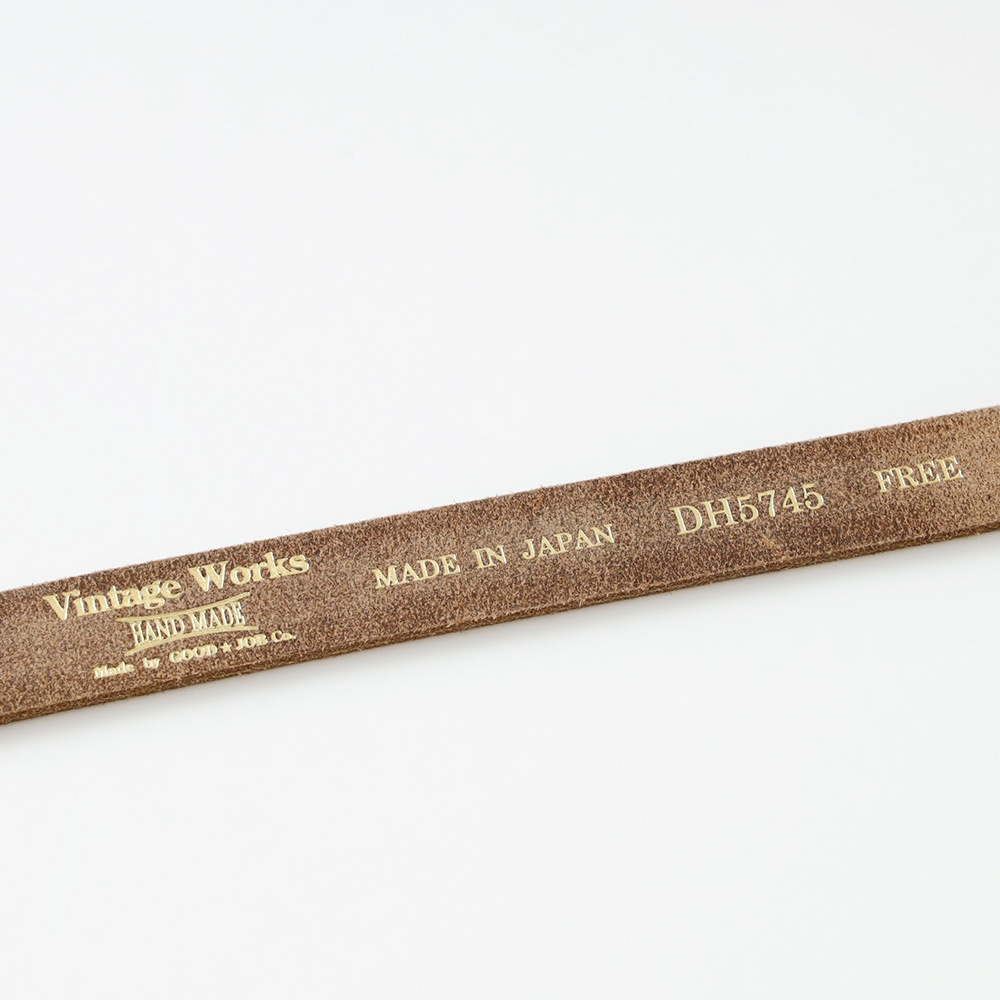 Vintage Works
HAND MADE
Made by GOOD★JOB Co.
MADE IN JAPAN
DH5745
FREE